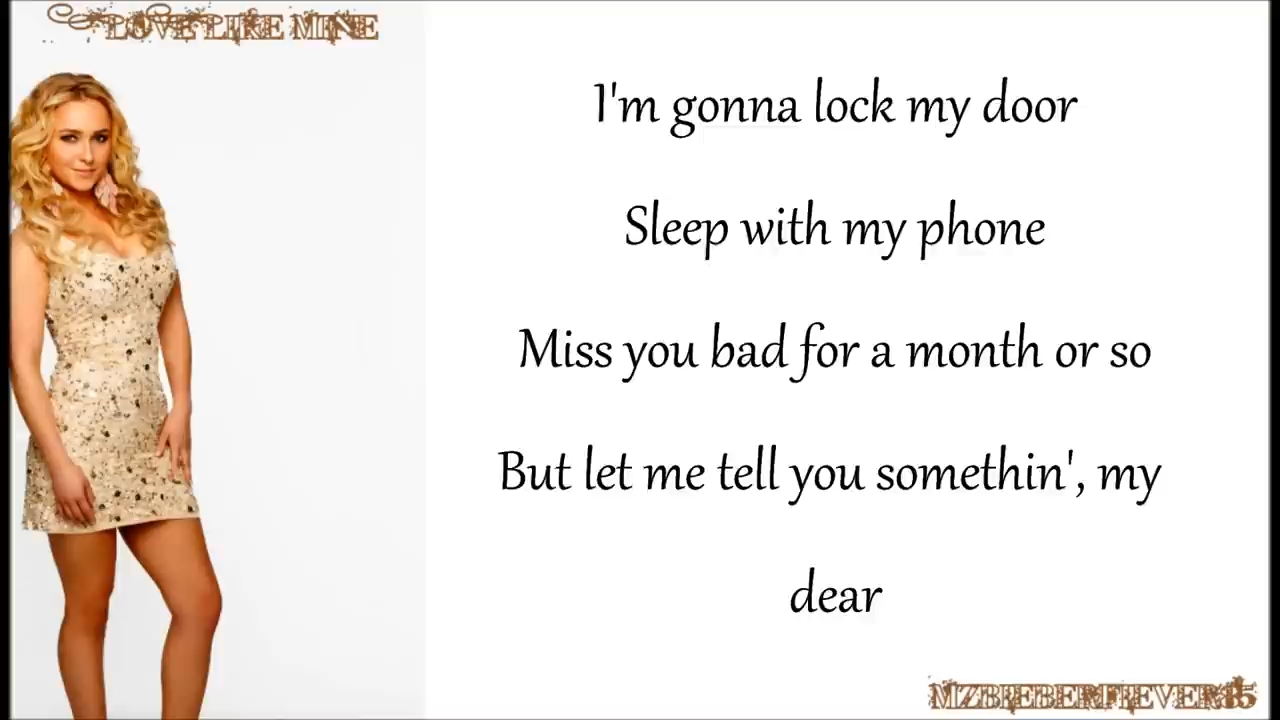 LOVE LIKE MINE
I'm gonna lock my door
Sleep with my phone
Miss you bad for a month or so
But let me tell you somethin', my
dear
MZBIEBERFIEVER85